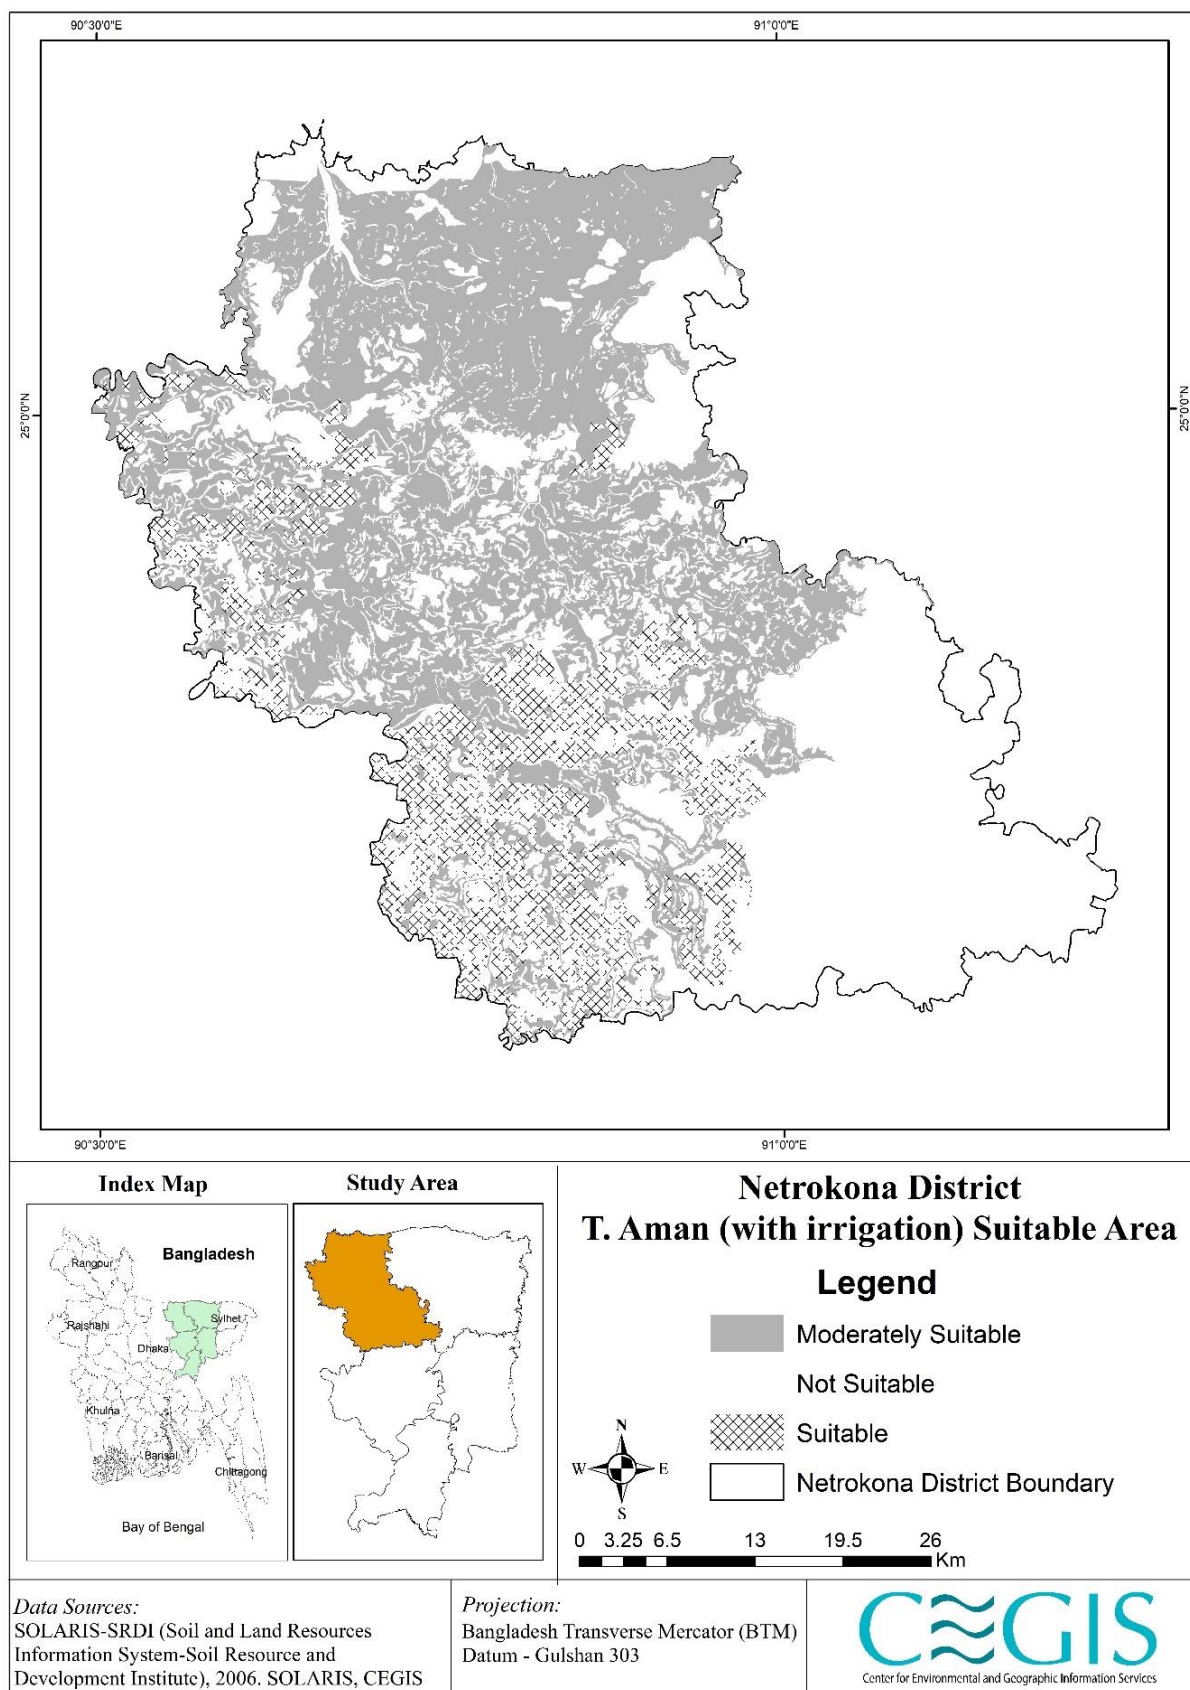 90°30'0"E
91°0'0"E
25°0'0"N
25°0'0"N
90°30'0"E
91°0'0"E
Index Map
Bangladesh
Rangpur
Rajshahi
Sylhet
Dhaka
Khulna
Barisal
Chittagong
Bay of Bengal
Study Area
Netrokona District
T. Aman (with irrigation) Suitable Area
Legend
Moderately Suitable
Not Suitable
Suitable
Netrokona District Boundary
N
W
E
S
0 3.25 6.5 13 19.5 26
Km
Data Sources:
SOLARIS-SRDI (Soil and Land Resources
Information System-Soil Resource and
Development Institute), 2006. SOLARIS, CEGIS
Projection:
Bangladesh Transverse Mercator (BTM)
Datum - Gulshan 303
CEGIS
Center for Environmental and Geographic Information Services